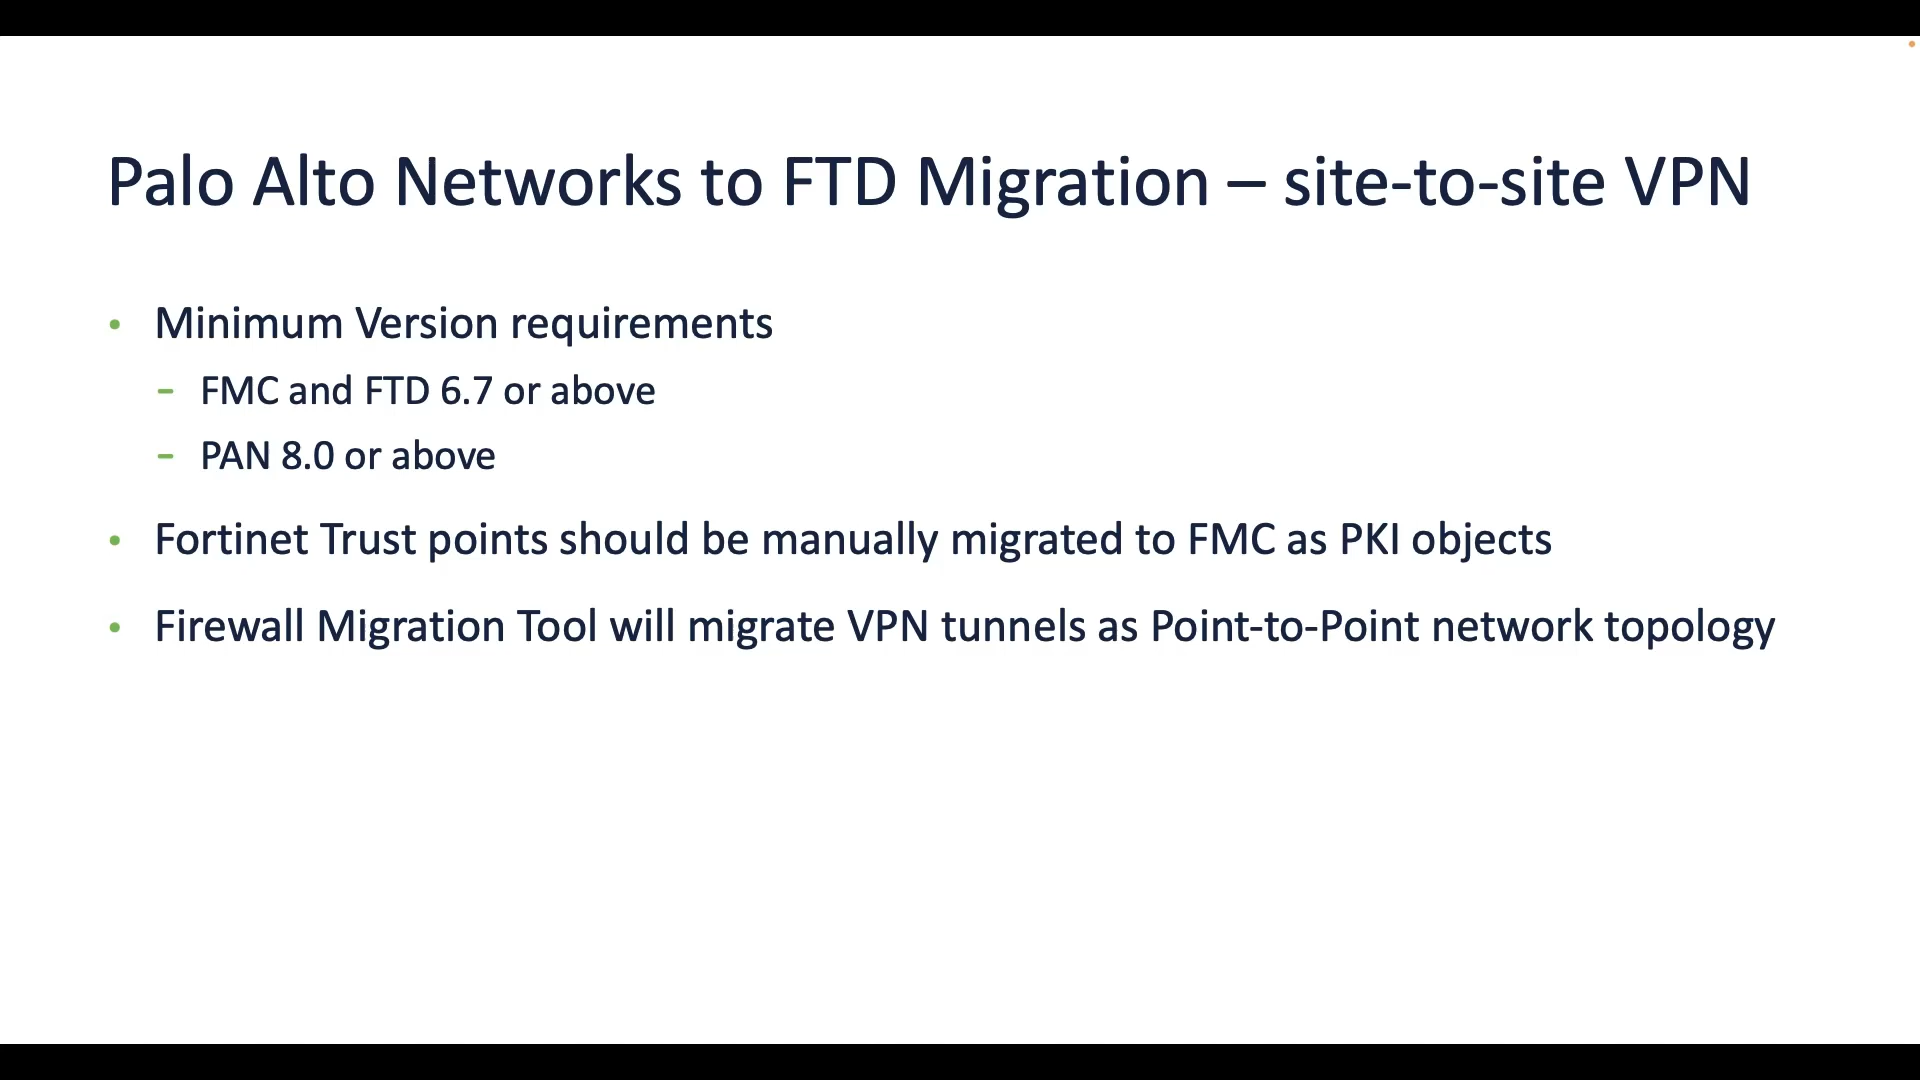 Palo Alto Networks to FTD Migration – site-to-site VPN
• Minimum Version requirements
– FMC and FTD 6.7 or above
– PAN 8.0 or above
• Fortinet Trust points should be manually migrated to FMC as PKI objects
• Firewall Migration Tool will migrate VPN tunnels as Point-to-Point network topology